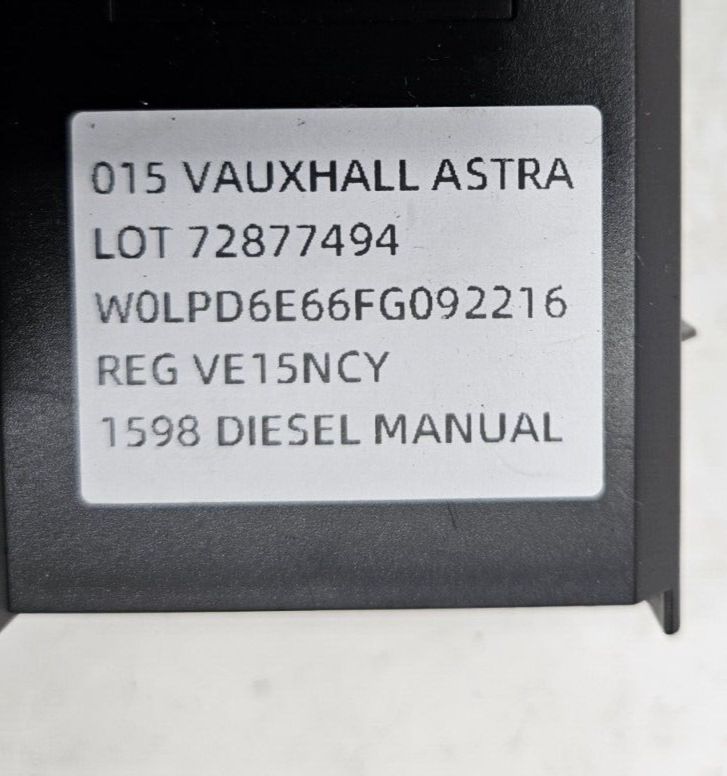 015 VAUXHALL ASTRA
LOT 72877494
W0LPD6E66FG092216
REG VE15NCY
1598 DIESEL MANUAL